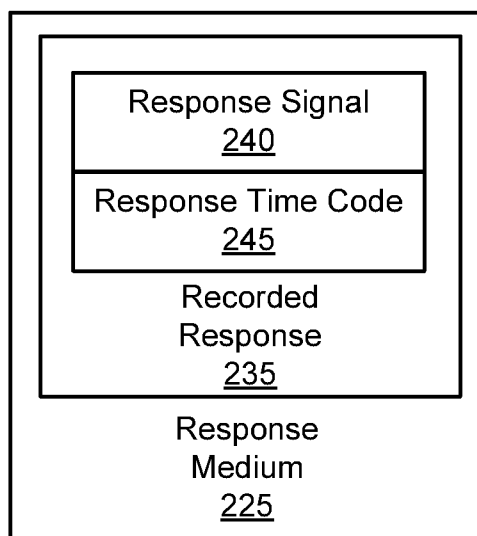 Response Signal
240
Response Time Code
245
Recorded
Response
235
Response
Medium
225